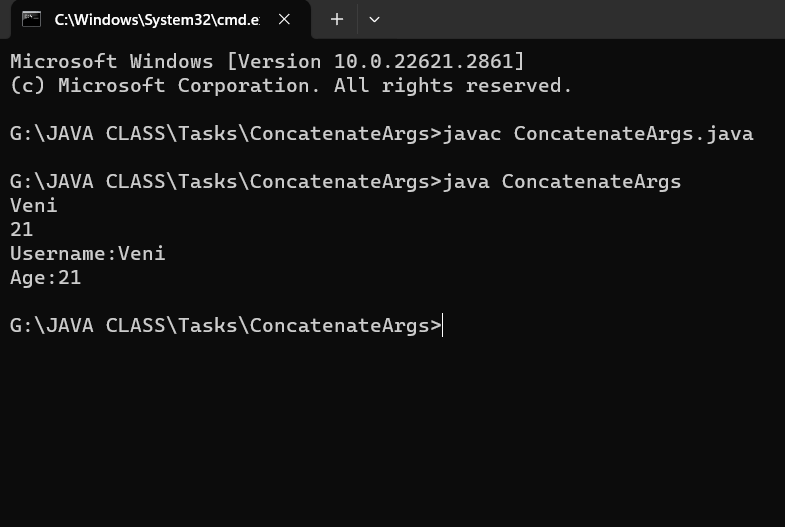 C:\Windows\System32\cmd.e
Microsoft Windows [Version 10.0.22621.2861]
(c) Microsoft Corporation. All rights reserved.
G:\JAVA CLASS\Tasks\ConcatenateArgs>javac ConcatenateArgs.java
G:\JAVA CLASS\Tasks\ConcatenateArgs>java ConcatenateArgs
Veni
21
Username:Veni
Age:21
G:\JAVA CLASS\Tasks\ConcatenateArgs>